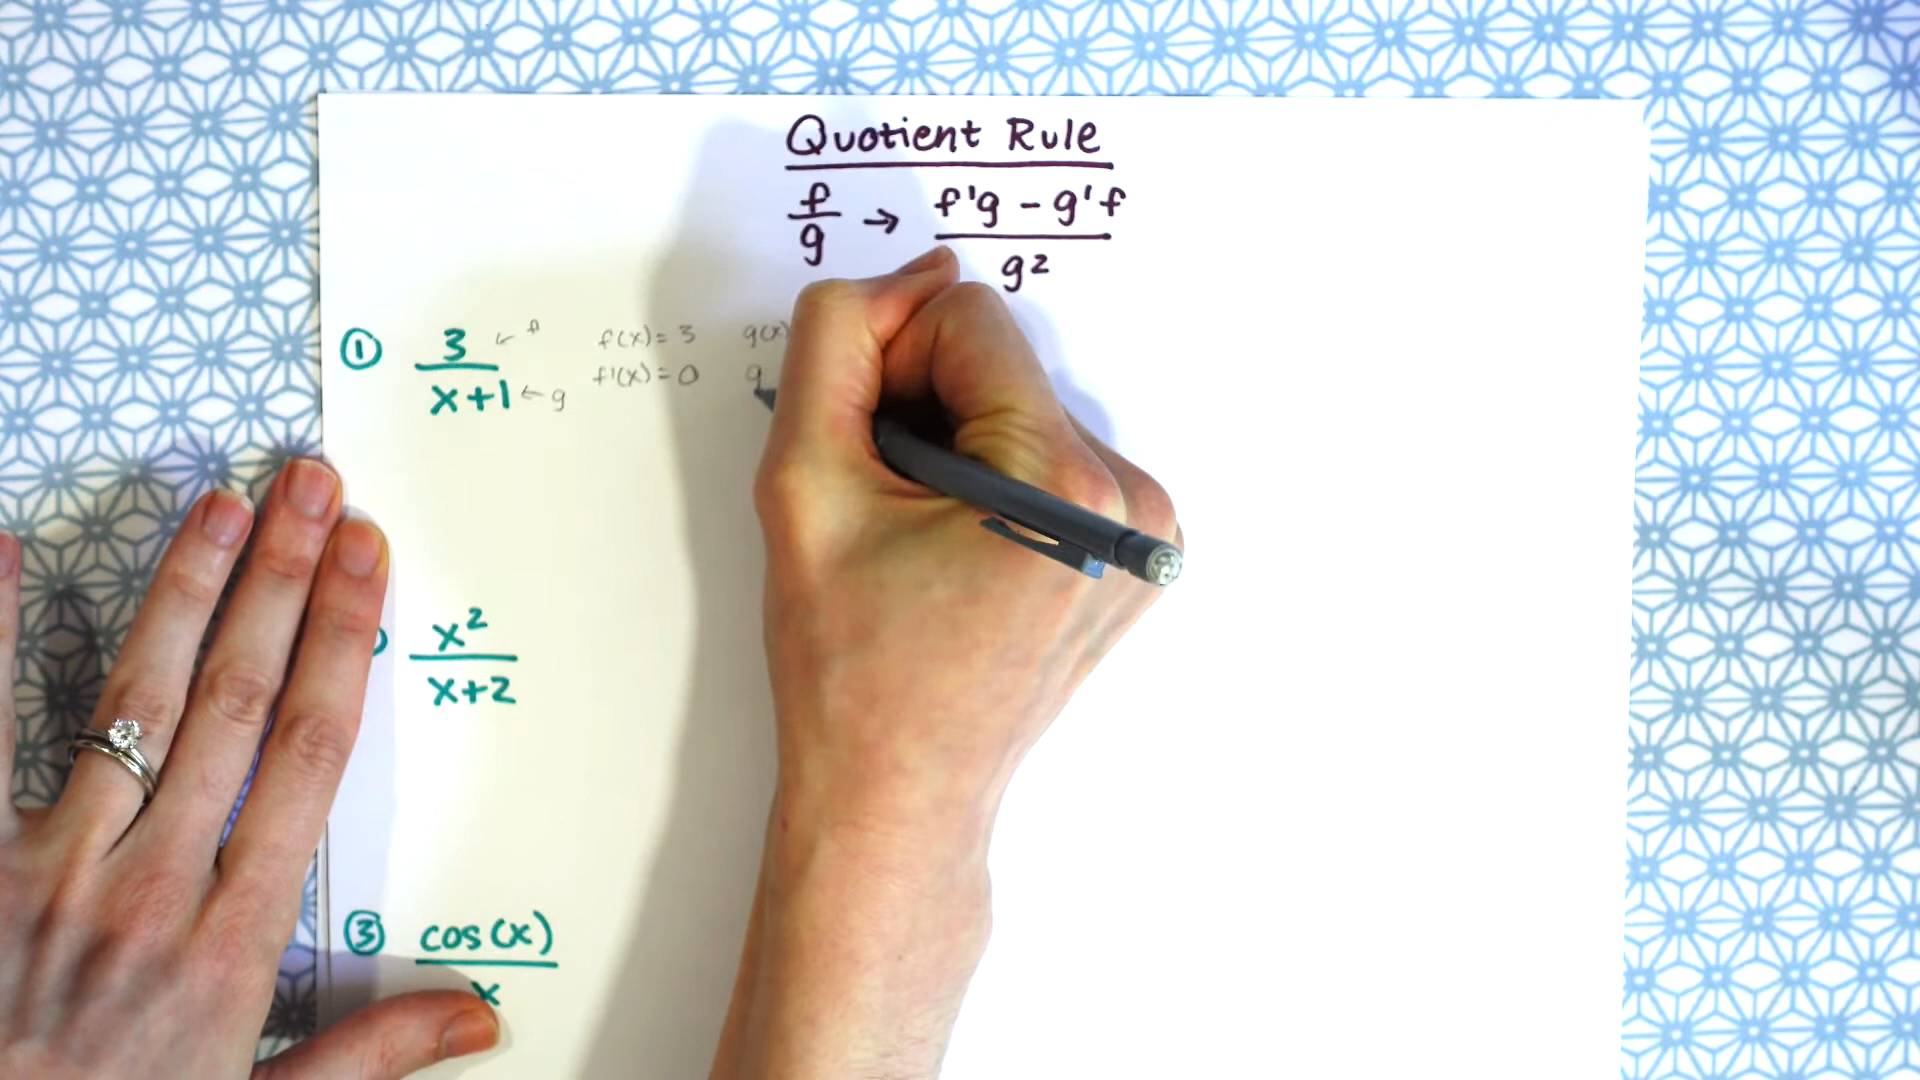 Quotient Rule
f/g → f'g - g'f/g²
① 3/x+1 ← f ← g
f(x) = 3 g(x)
f'(x) = 0 g
x²/x+2
③ cos(x)/x